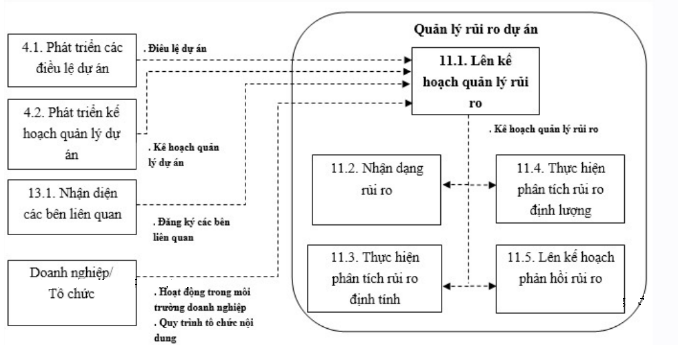 Quản lý rủi ro dự án
4.1. Phát triển các
điều lệ dự án
. Điều lệ dự án
11.1. Lên kế
hoạch quản lý rủi
ro
4.2. Phát triển kế
hoạch quản lý dự
án
. Kế hoạch quản
lý dự án
. Kế hoạch quản lý rủi ro
13.1. Nhận diện
các bên liên quan
. Đăng ký các bên
liên quan
11.2. Nhận dạng
rủi ro
11.4. Thực hiện
phân tích rủi ro
định lượng
Doanh nghiệp/
Tổ chức
. Hoạt động trong môi
trường doanh nghiệp
. Quy trình tổ chức nội
dung
11.3. Thực hiện
phân tích rủi ro
định tính
11.5. Lên kế hoạch
phản hồi rủi ro